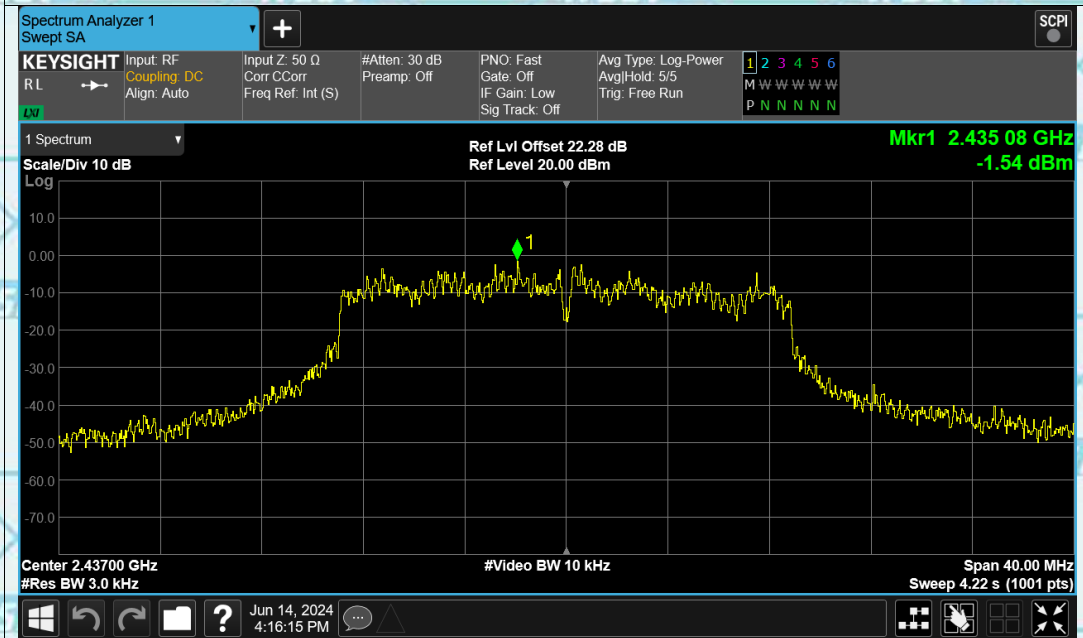 Spectrum Analyzer 1
Swept SA
+
SCPI
KEYSIGHT
R L
LXI
Input: RF
Coupling: DC
Align: Auto
Input Z: 50 Ω
Corr CCorr
Freq Ref: Int (S)
#Atten: 30 dB
Preamp: Off
PNO: Fast
Gate: Off
IF Gain: Low
Sig Track: Off
Avg Type: Log-Power
Avg|Hold: 5/5
Trig: Free Run
1 2 3 4 5 6
M W W W W W
P N N N N N
1 Spectrum
Scale/Div 10 dB
Log
Ref Lvl Offset 22.28 dB
Ref Level 20.00 dBm
Mkr1 2.435 08 GHz
-1.54 dBm
1
10.0
0.00
-10.0
-20.0
-30.0
-40.0
-50.0
-60.0
-70.0
Center 2.43700 GHz
#Res BW 3.0 kHz
#Video BW 10 kHz
Span 40.00 MHz
Sweep 4.22 s (1001 pts)
?
Jun 14, 2024
4:16:15 PM